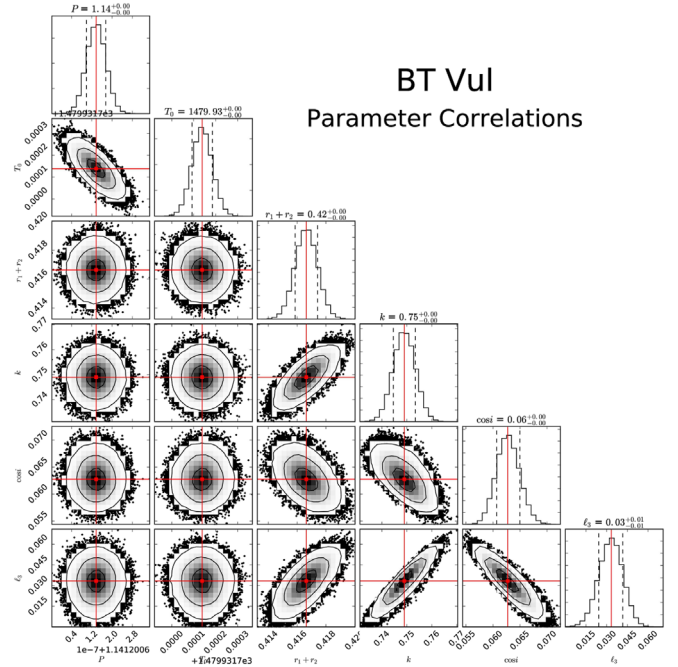 P = 1.14+0.00−0.00
BT Vul
Parameter Correlations
+1.4799317e3
T0 = 1479.93+0.00−0.00
0.0003
0.0002
0.0001
0.0000
T0
r1 + r2 = 0.42+0.00−0.00
0.420
0.418
0.416
0.414
r1 + r2
k = 0.75+0.00−0.00
0.77
0.76
0.75
0.74
k
cosi = 0.06+0.00−0.00
0.070
0.065
0.060
0.055
cosi
ℓ3 = 0.03+0.01−0.01
0.060
0.045
0.030
0.015
ℓ3
0.4 1.2 2.0 2.8 0.0000 0.0001 0.0002 0.0003 0.414 0.416 0.418 0.74 0.75 0.76 0.77 0.055 0.060 0.065 0.070 0.015 0.030 0.045 0.060
1e−7+1.1412006
P +1.4799317e3 r1 + r2 k cosi ℓ3